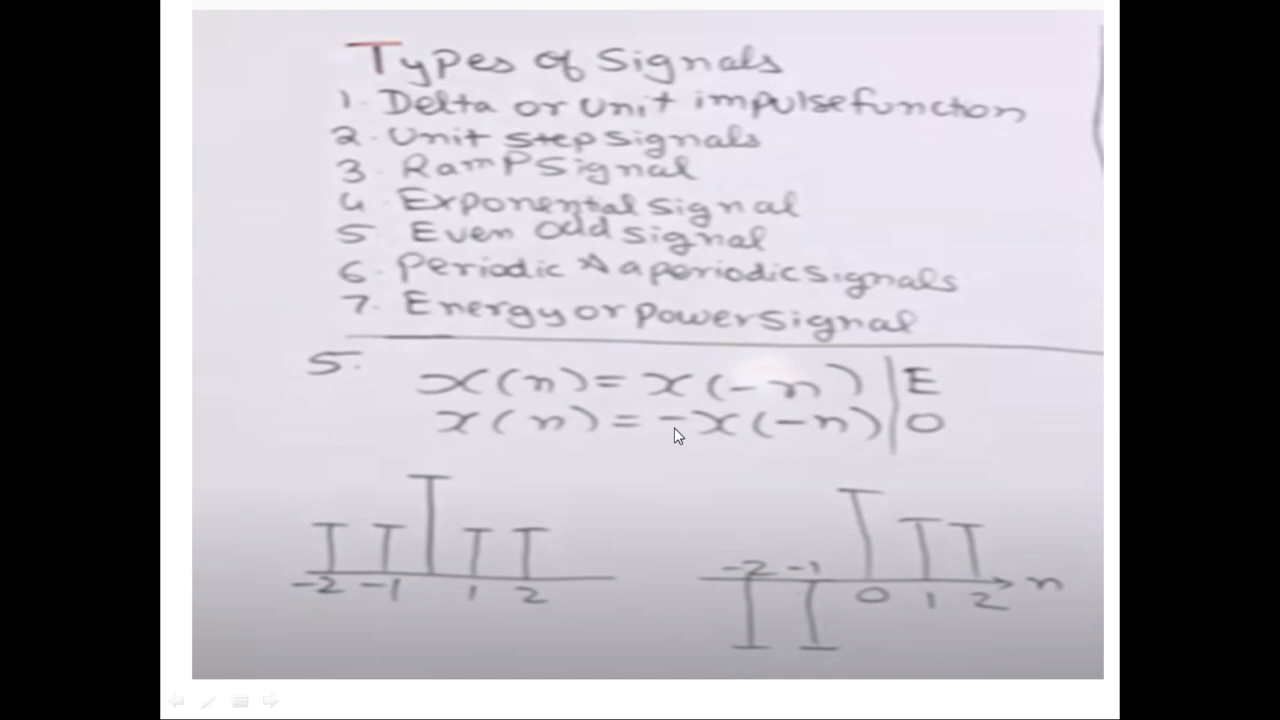 Types of Signals
1. Delta or Unit impulse function
2. Unit step signals
3. Ramp Signal
4. Exponental signal
5. Even odd signal
6. Periodic & aperiodic signals
7. Energy or power signal
5.
x(n) = x(-n) | E
x(n) = -x(-n) | O
-2 -1 1 2
-2 -1 0 1 2 n